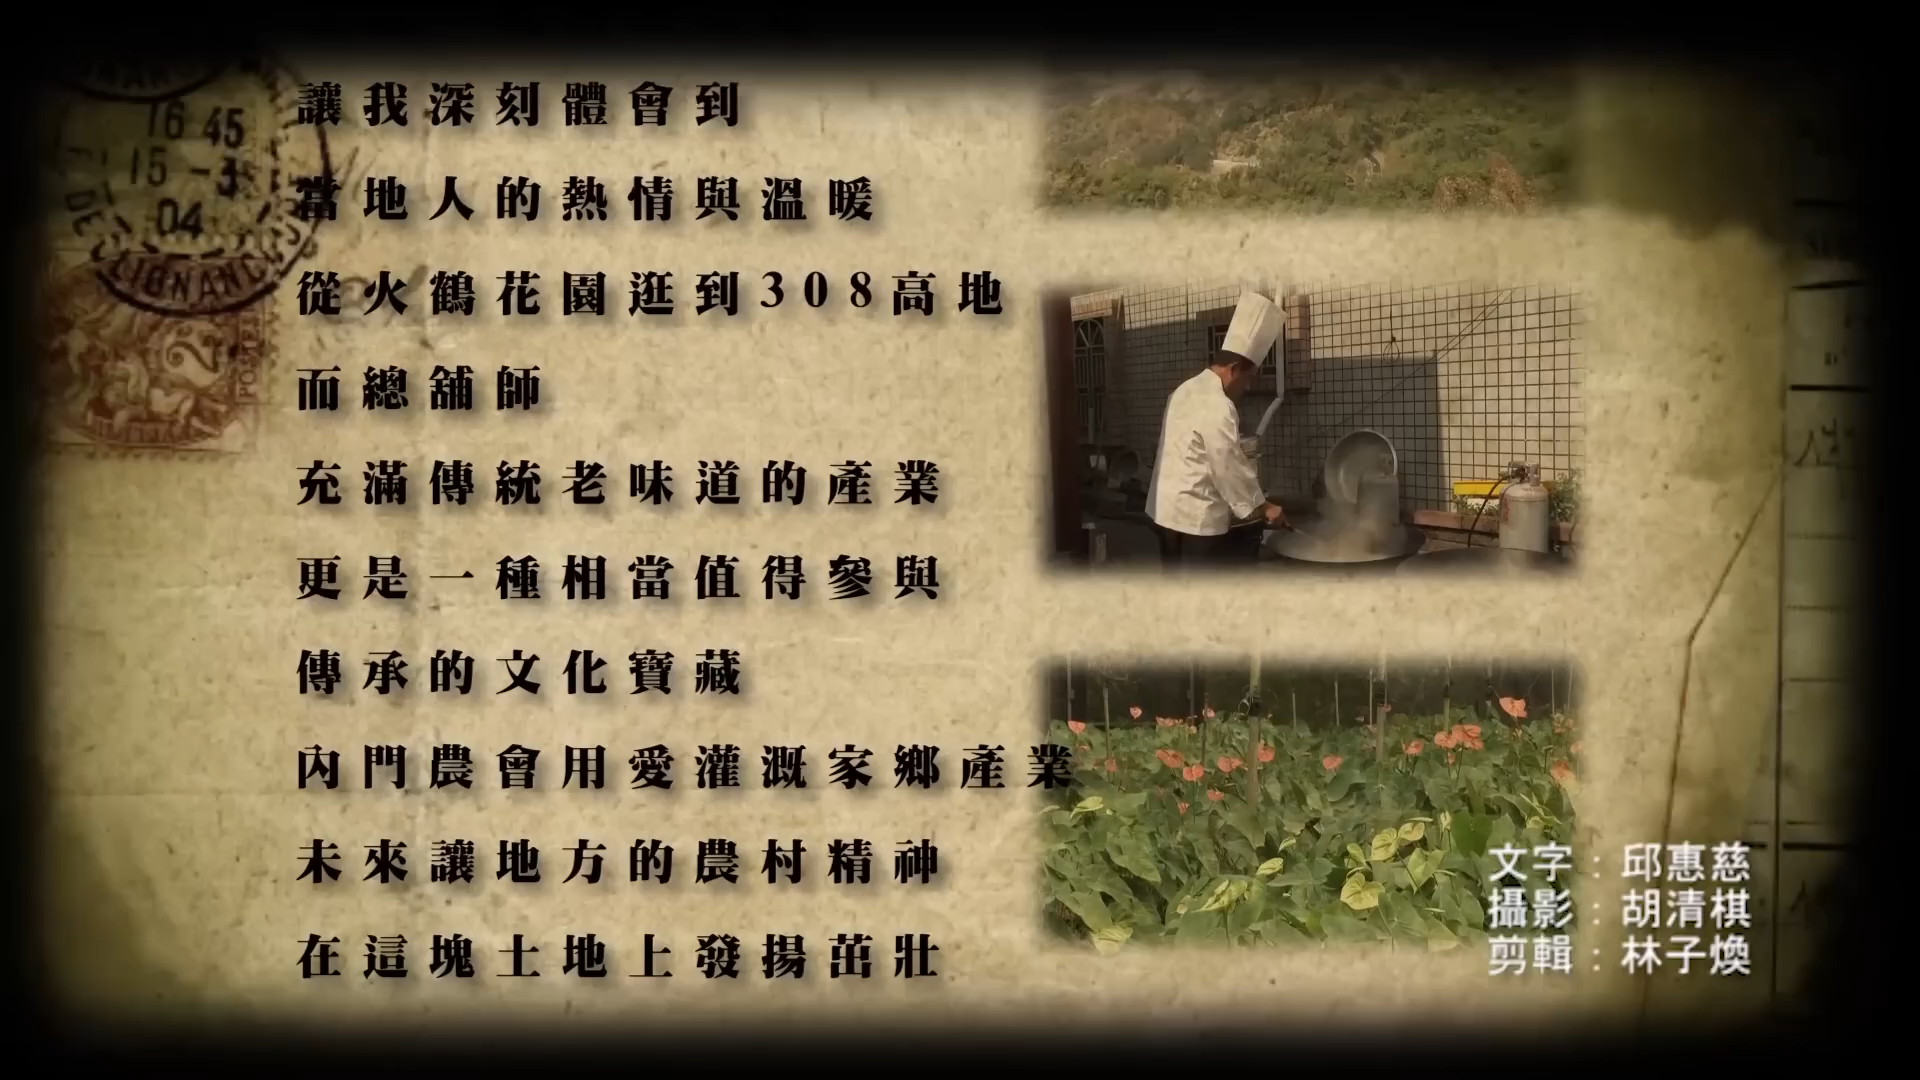 16 45
15 -3
04
讓我深刻體會到
當地人的熱情與溫暖
從火鶴花園逛到308高地
而總舖師
充滿傳統老味道的產業
更是一種相當值得參與
傳承的文化寶藏
內門農會用愛灌溉家鄉產業
未來讓地方的農村精神
在這塊土地上發揚茁壯
文字：邱惠慈
攝影：胡清棋
剪輯：林子煥